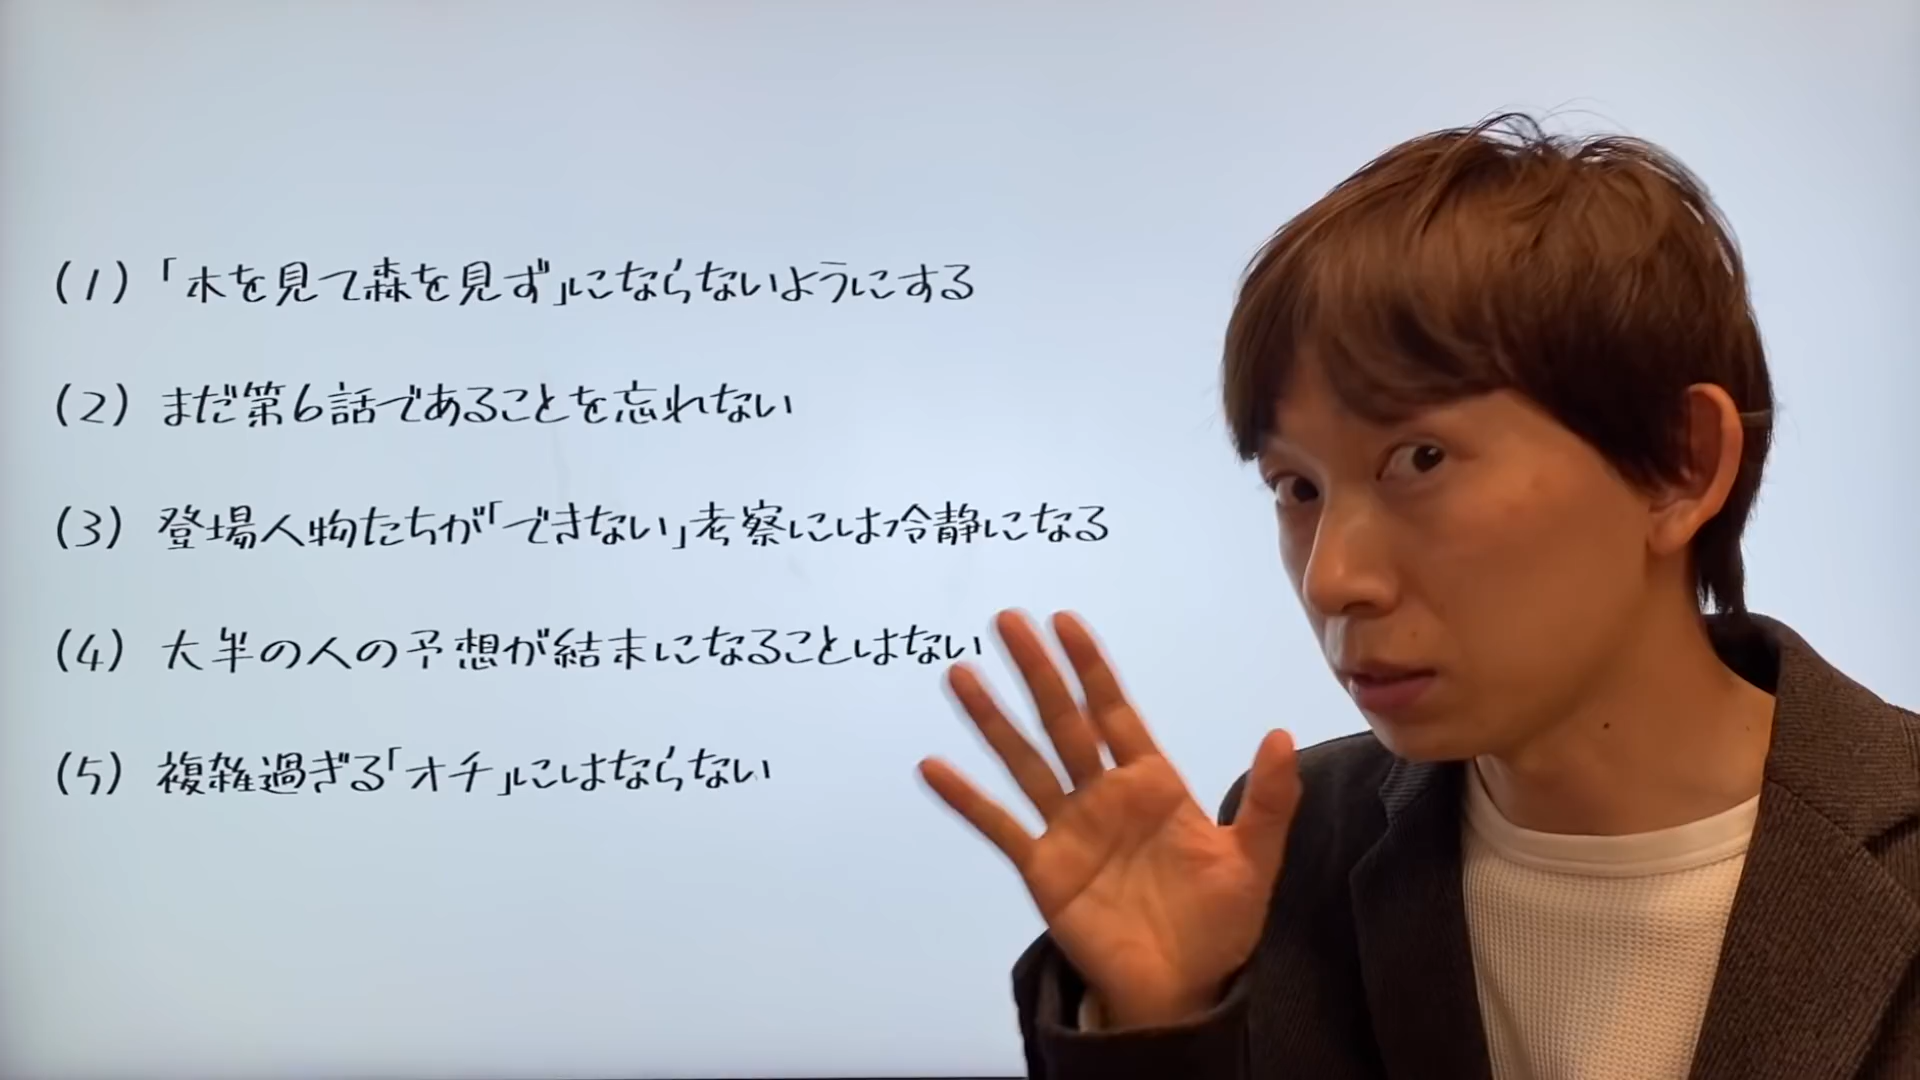 (1)「木を見て森を見ず」にならないようにする
(2) まだ第6話であることを忘れない
(3) 登場人物たちが「できない」考察には冷静になる
(4) 大半の人の予想が結末になることはない
(5) 複雑過ぎる「オチ」にはならない